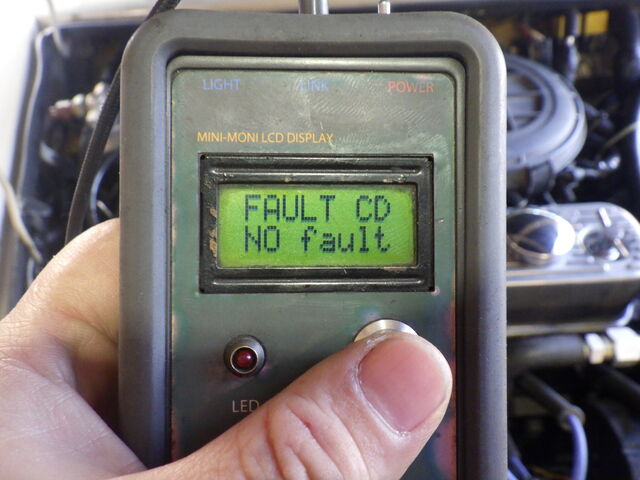 LIGHT LINK POWER
MINI-MONI LCD DISPLAY
FAULT CD
NO fault
LED